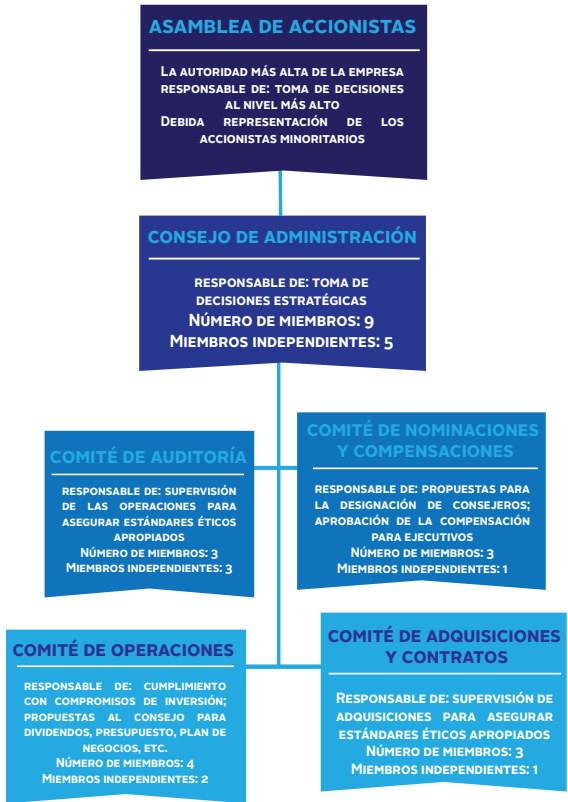 ASAMBLEA DE ACCIONISTAS
LA AUTORIDAD MÁS ALTA DE LA EMPRESA
RESPONSABLE DE: TOMA DE DECISIONES
AL NIVEL MÁS ALTO
DEBIDA REPRESENTACIÓN DE LOS
ACCIONISTAS MINORITARIOS
CONSEJO DE ADMINISTRACIÓN
RESPONSABLE DE: TOMA DE
DECISIONES ESTRATÉGICAS
NÚMERO DE MIEMBROS: 9
MIEMBROS INDEPENDIENTES: 5
COMITÉ DE AUDITORÍA
RESPONSABLE DE: SUPERVISIÓN
DE LAS OPERACIONES PARA
ASEGURAR ESTÁNDARES ÉTICOS
APROPIADOS
NÚMERO DE MIEMBROS: 3
MIEMBROS INDEPENDIENTES: 3
COMITÉ DE NOMINACIONES
Y COMPENSACIONES
RESPONSABLE DE: PROPUESTAS PARA
LA DESIGNACIÓN DE CONSEJEROS;
APROBACIÓN DE LA COMPENSACIÓN
PARA EJECUTIVOS
NÚMERO DE MIEMBROS: 3
MIEMBROS INDEPENDIENTES: 1
COMITÉ DE OPERACIONES
RESPONSABLE DE: CUMPLIMIENTO
CON COMPROMISOS DE INVERSIÓN;
PROPUESTAS AL CONSEJO PARA
DIVIDENDOS, PRESUPUESTO, PLAN DE
NEGOCIOS, ETC.
NÚMERO DE MIEMBROS: 4
MIEMBROS INDEPENDIENTES: 2
COMITÉ DE ADQUISICIONES
Y CONTRATOS
RESPONSABLE DE: SUPERVISIÓN DE
ADQUISICIONES PARA ASEGURAR
ESTÁNDARES ÉTICOS APROPIADOS
NÚMERO DE MIEMBROS: 3
MIEMBROS INDEPENDIENTES: 1